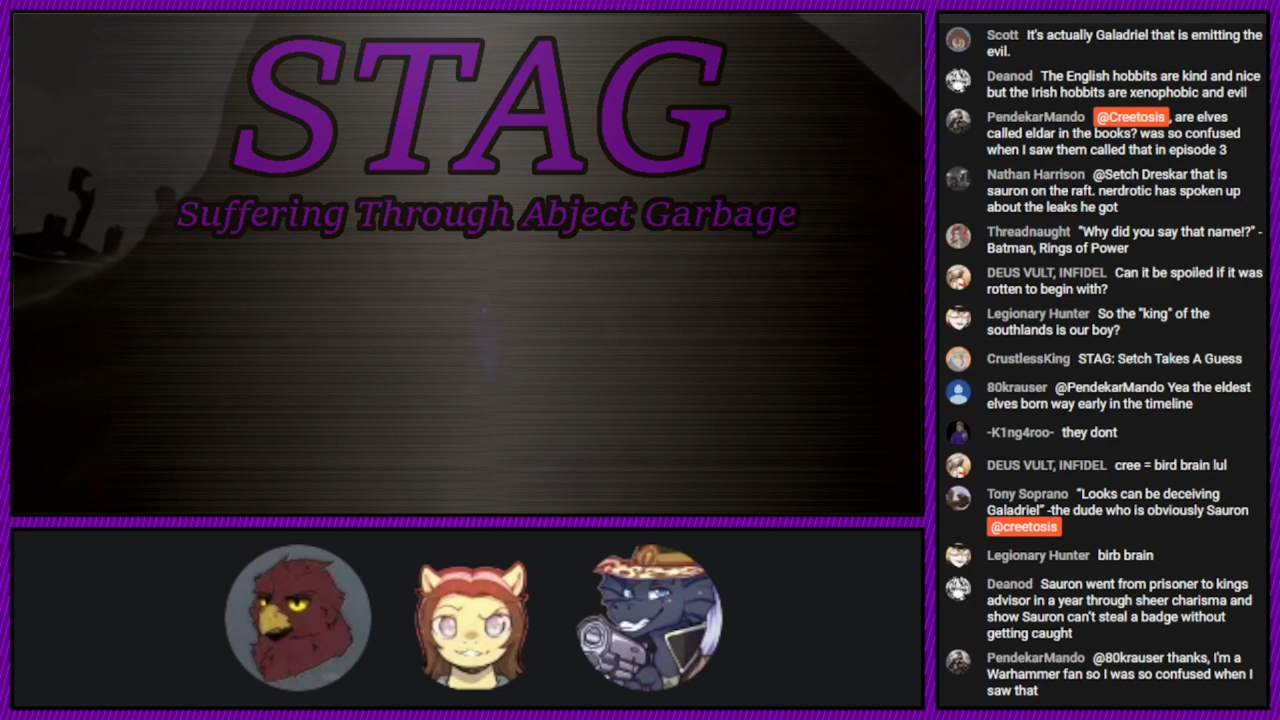 STAG
Suffering Through Abject Garbage
Scott It's actually Galadriel that is emitting the
evil.
Deanod The English hobbits are kind and nice
but the Irish hobbits are xenophobic and evil
PendekarMando @Creetosis, are elves
called eldar in the books? was so confused
when I saw them called that in episode 3
Nathan Harrison @Setch Dreskar that is
sauron on the raft. nerdrotic has spoken up
about the leaks he got
Threadnaught "Why did you say that name!?" -
Batman, Rings of Power
DEUS VULT, INFIDEL Can it be spoiled if it was
rotten to begin with?
Legionary Hunter So the "king" of the
southlands is our boy?
CrustlessKing STAG: Setch Takes A Guess
80krauser @PendekarMando Yea the eldest
elves born way early in the timeline
-K1ng4roo- they dont
DEUS VULT, INFIDEL cree = bird brain lul
Tony Soprano “Looks can be deceiving
Galadriel” -the dude who is obviously Sauron
@creetosis
Legionary Hunter birb brain
Deanod Sauron went from prisoner to kings
advisor in a year through sheer charisma and
show Sauron can't steal a badge without
getting caught
PendekarMando @80krauser thanks, I'm a
Warhammer fan so I was so confused when I
saw that